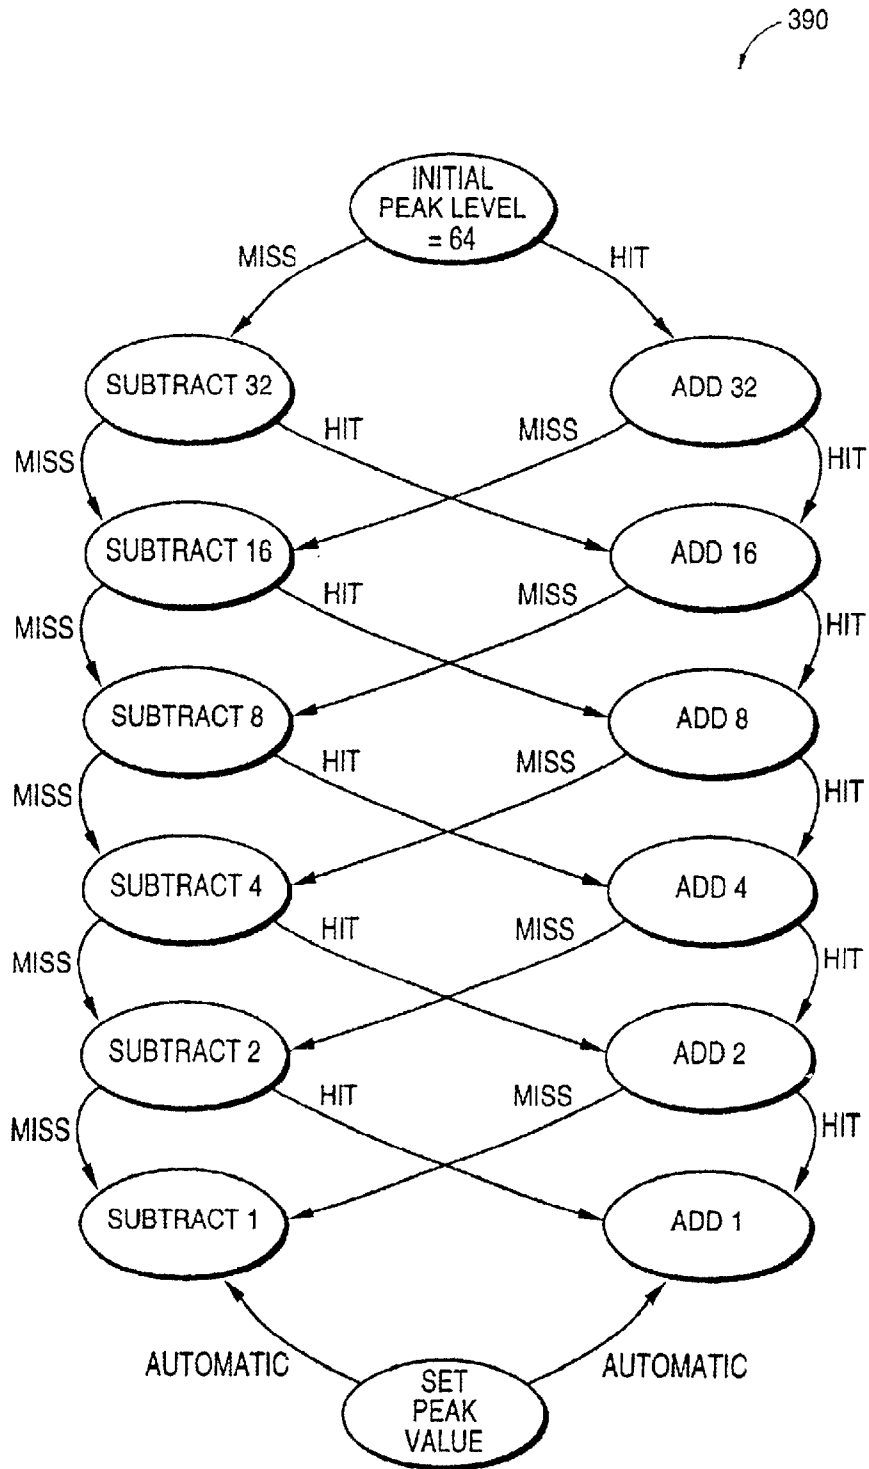 390
INITIAL
PEAK LEVEL
= 64
MISS
HIT
SUBTRACT 32
ADD 32
HIT
MISS
MISS
HIT
SUBTRACT 16
ADD 16
HIT
MISS
MISS
HIT
SUBTRACT 8
ADD 8
HIT
MISS
MISS
HIT
SUBTRACT 4
ADD 4
HIT
MISS
MISS
HIT
SUBTRACT 2
ADD 2
HIT
MISS
MISS
HIT
SUBTRACT 1
ADD 1
AUTOMATIC
AUTOMATIC
SET
PEAK
VALUE